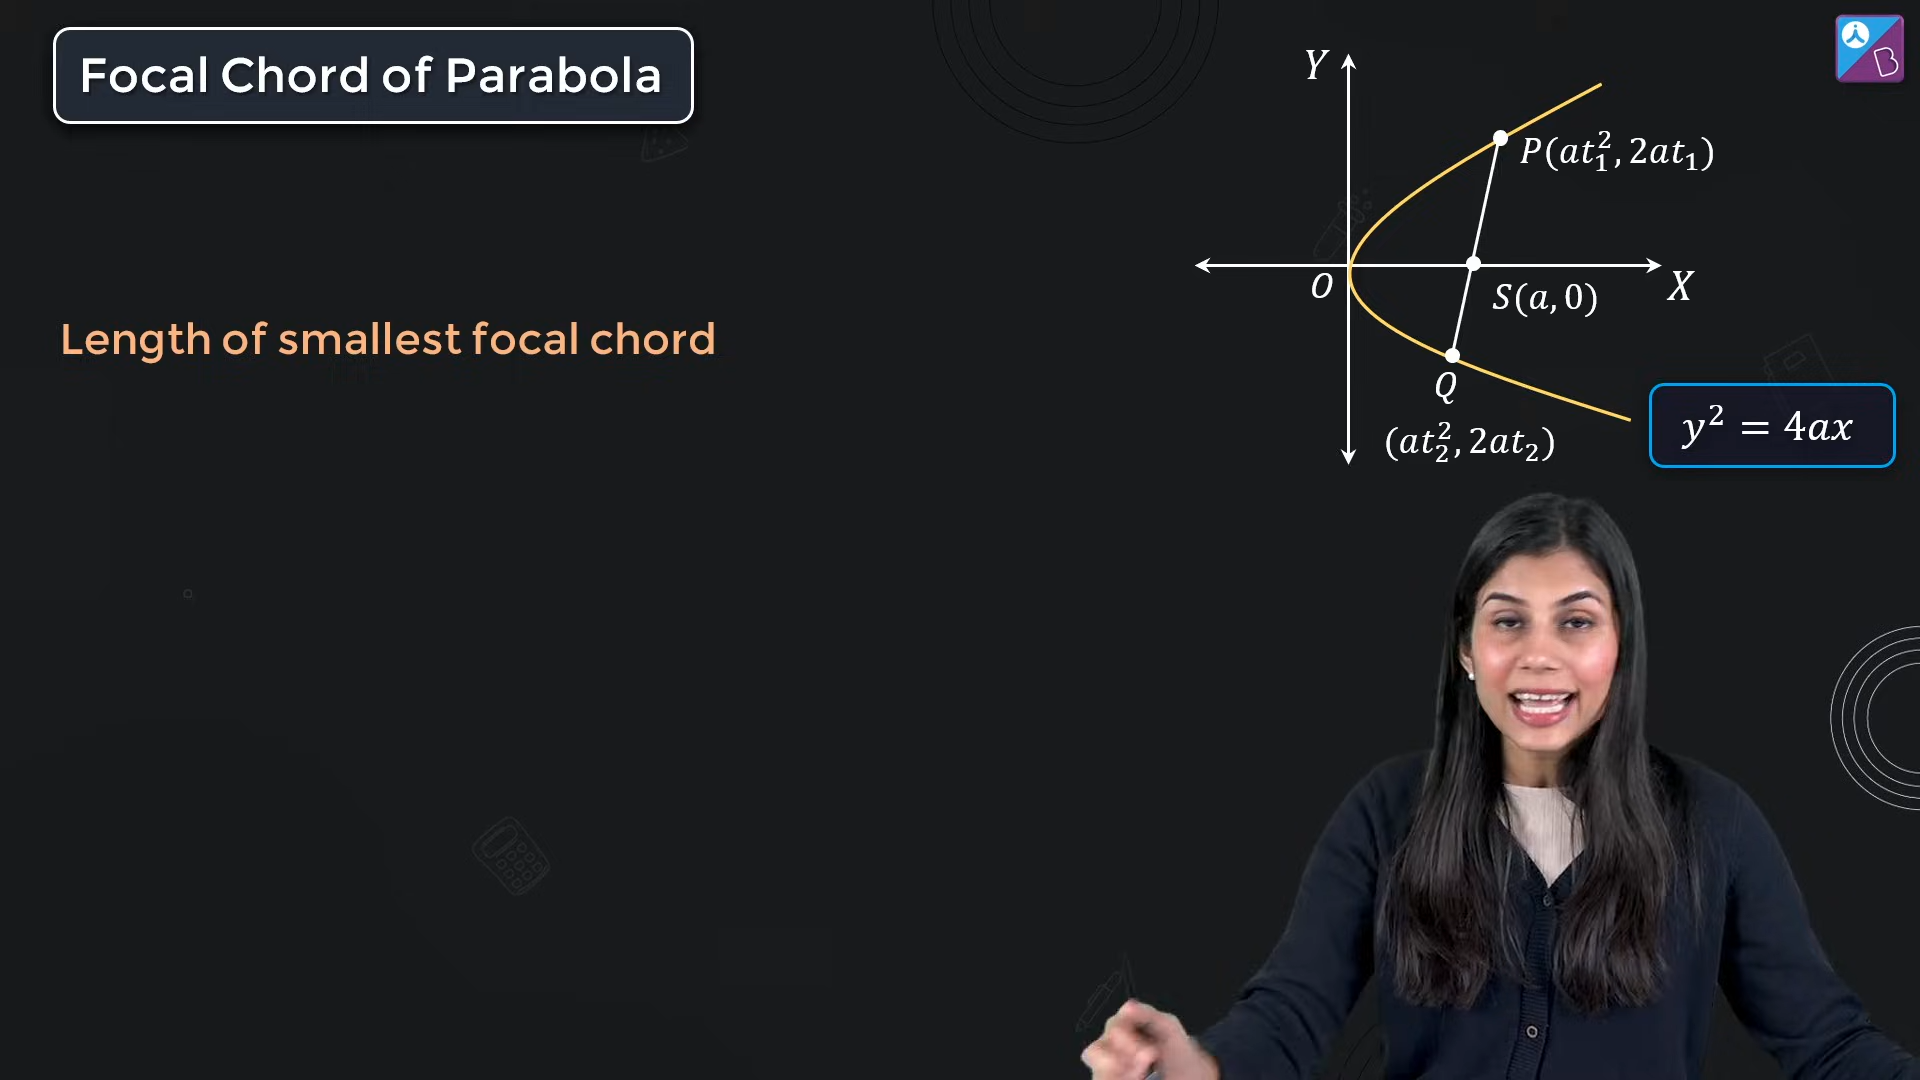 Focal Chord of Parabola
Y
P(at₁², 2at₁)
O
S(a, 0)
X
Length of smallest focal chord
Q
(at₂², 2at₂)
y² = 4ax
B